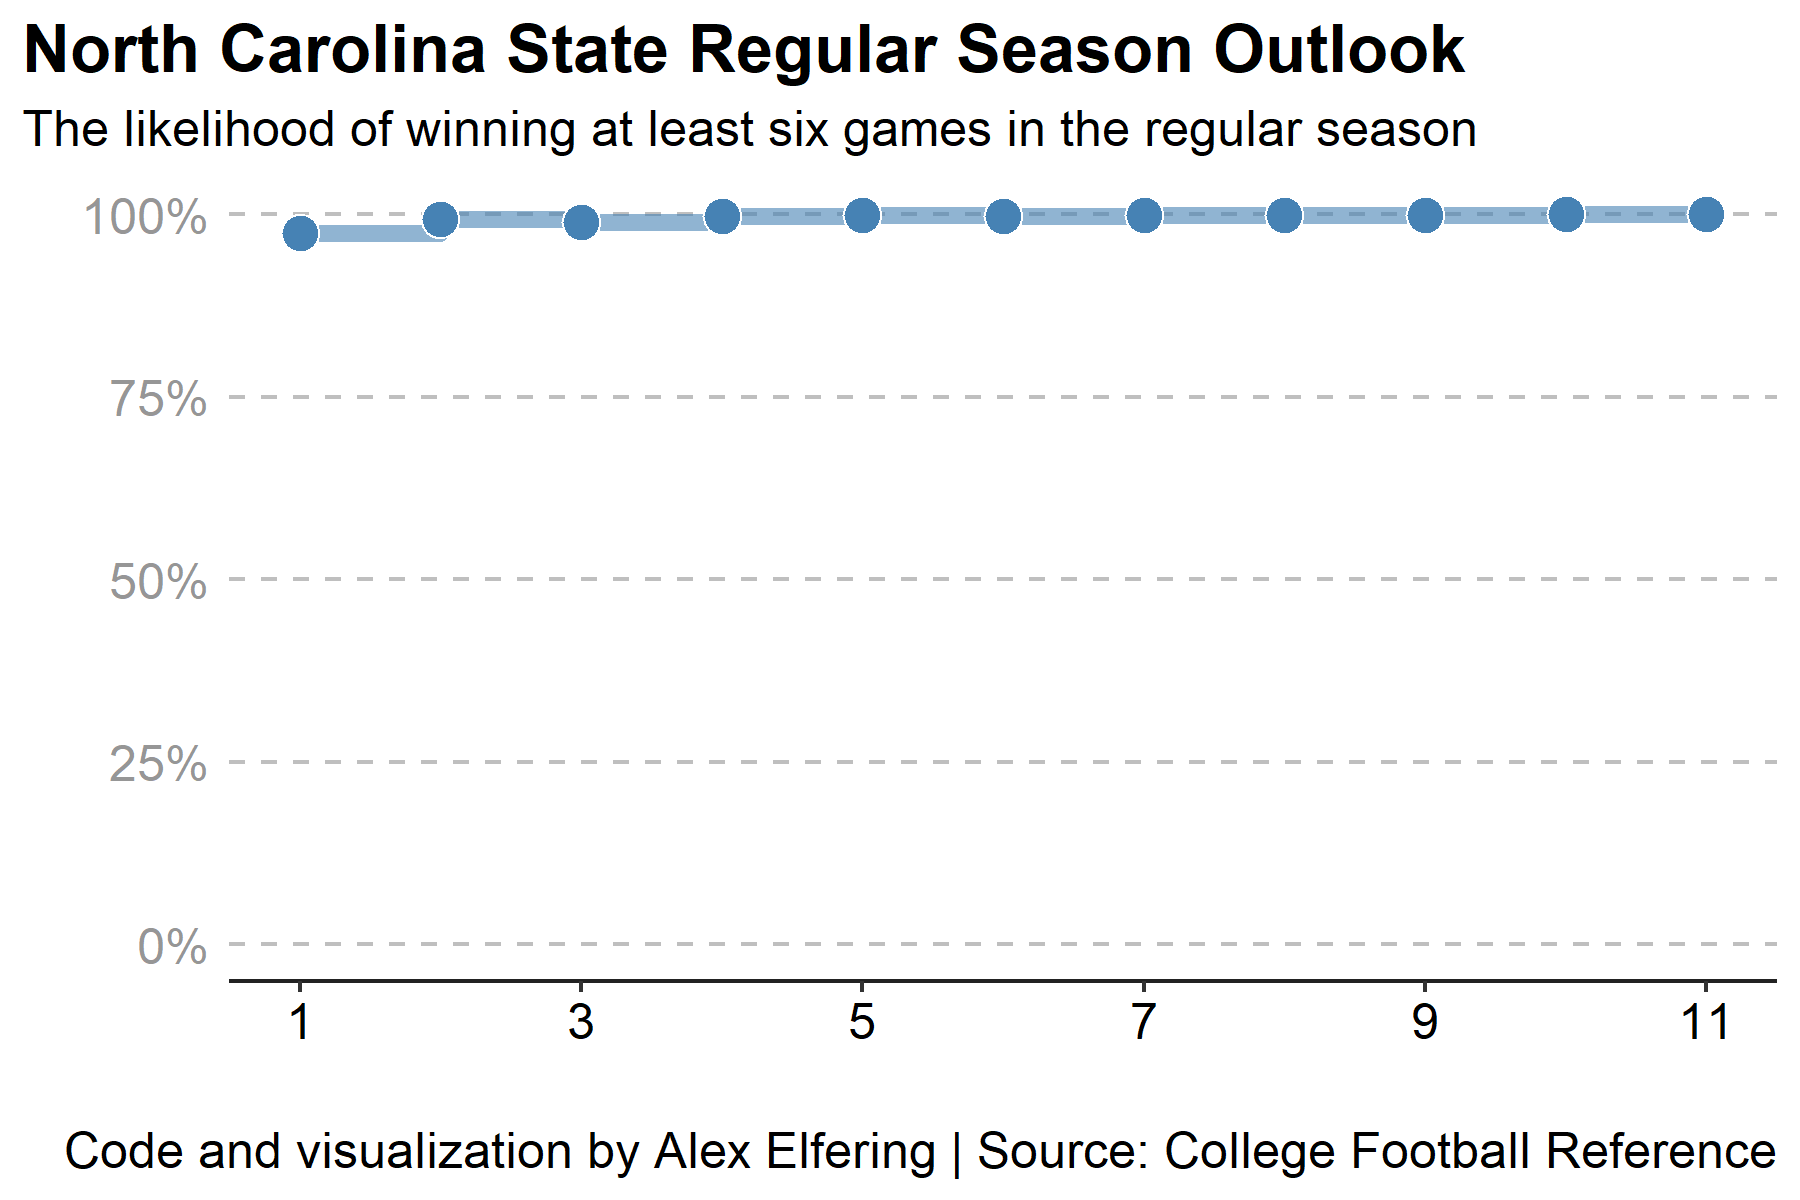 North Carolina State Regular Season Outlook
The likelihood of winning at least six games in the regular season
100%
75%
50%
25%
0%
1 3 5 7 9 11
Code and visualization by Alex Elfering | Source: College Football Reference